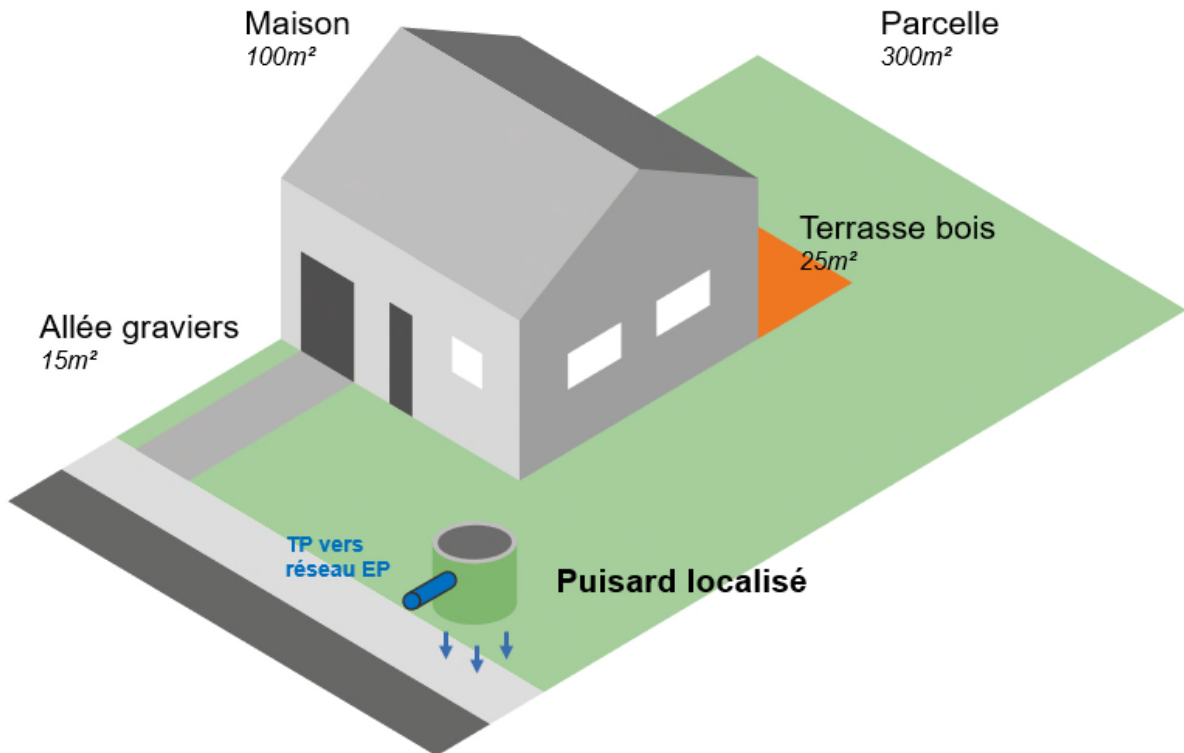 Maison
100m²
Parcelle
300m²
Terrasse bois
25m²
Allée graviers
15m²
TP vers
réseau EP
Puisard localisé